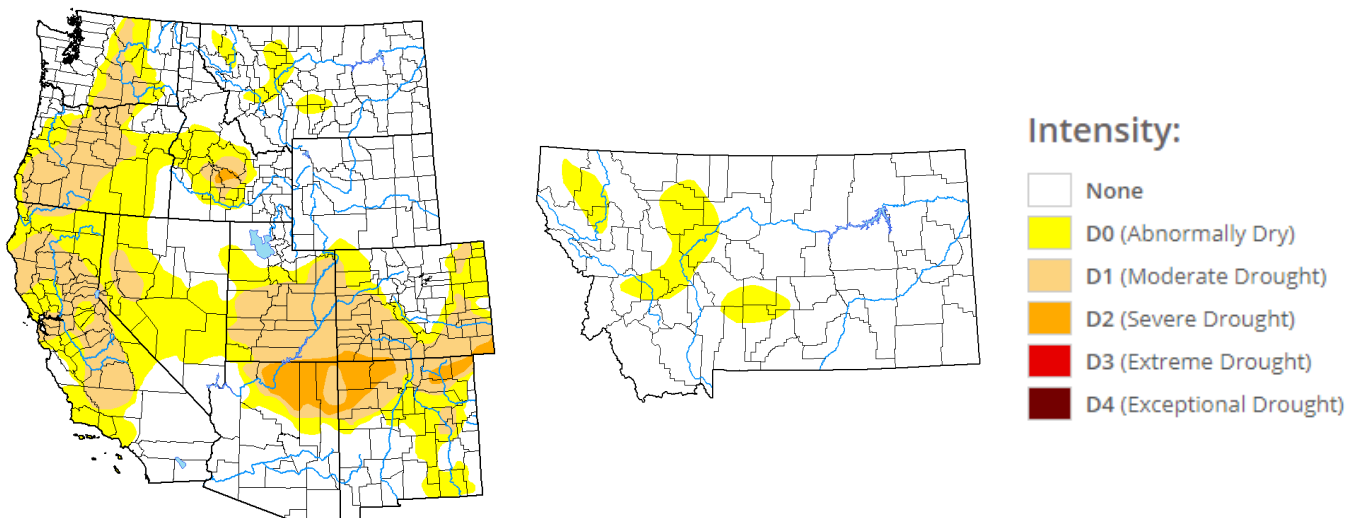 Intensity:
None
D0 (Abnormally Dry)
D1 (Moderate Drought)
D2 (Severe Drought)
D3 (Extreme Drought)
D4 (Exceptional Drought)